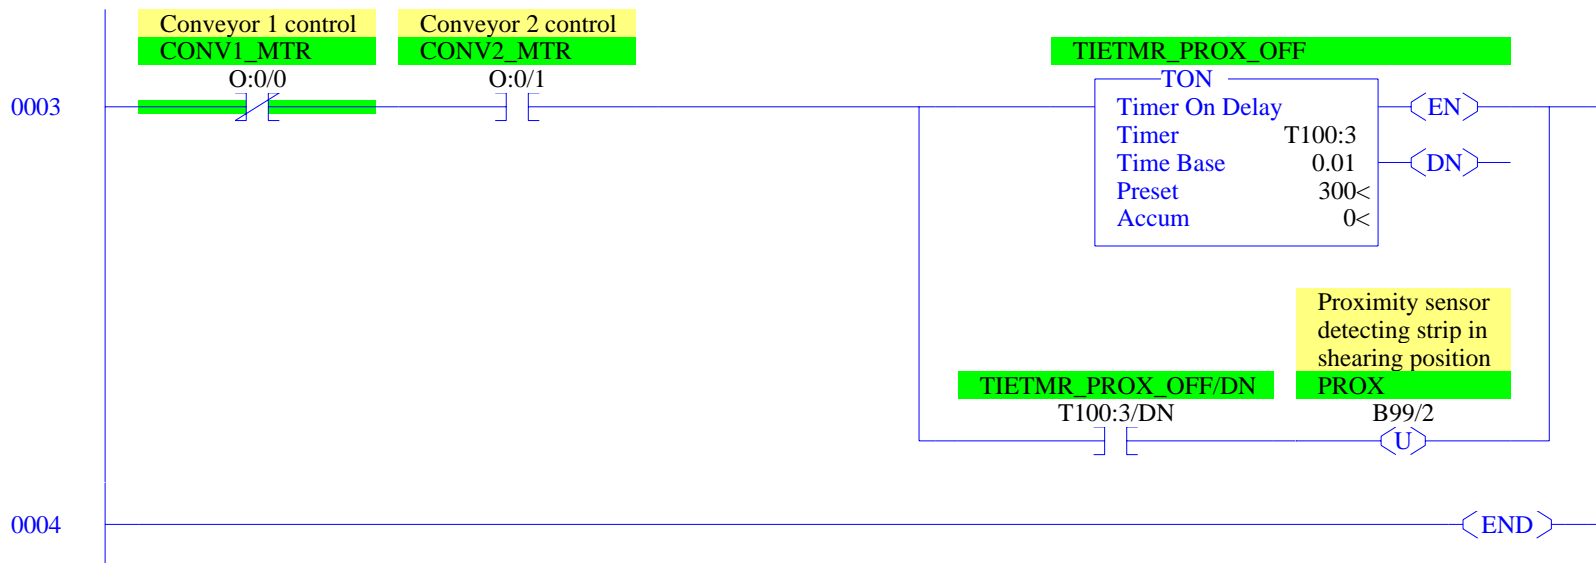 Conveyor 1 control
CONV1_MTR
O:0/0
Conveyor 2 control
CONV2_MTR
O:0/1
0003
TIETMR_PROX_OFF
TON
Timer On Delay
Timer T100:3
Time Base 0.01
Preset 300<
Accum 0<
EN
DN
TIETMR_PROX_OFF/DN
T100:3/DN
Proximity sensor
detecting strip in
shearing position
PROX
B99/2
U
0004
END